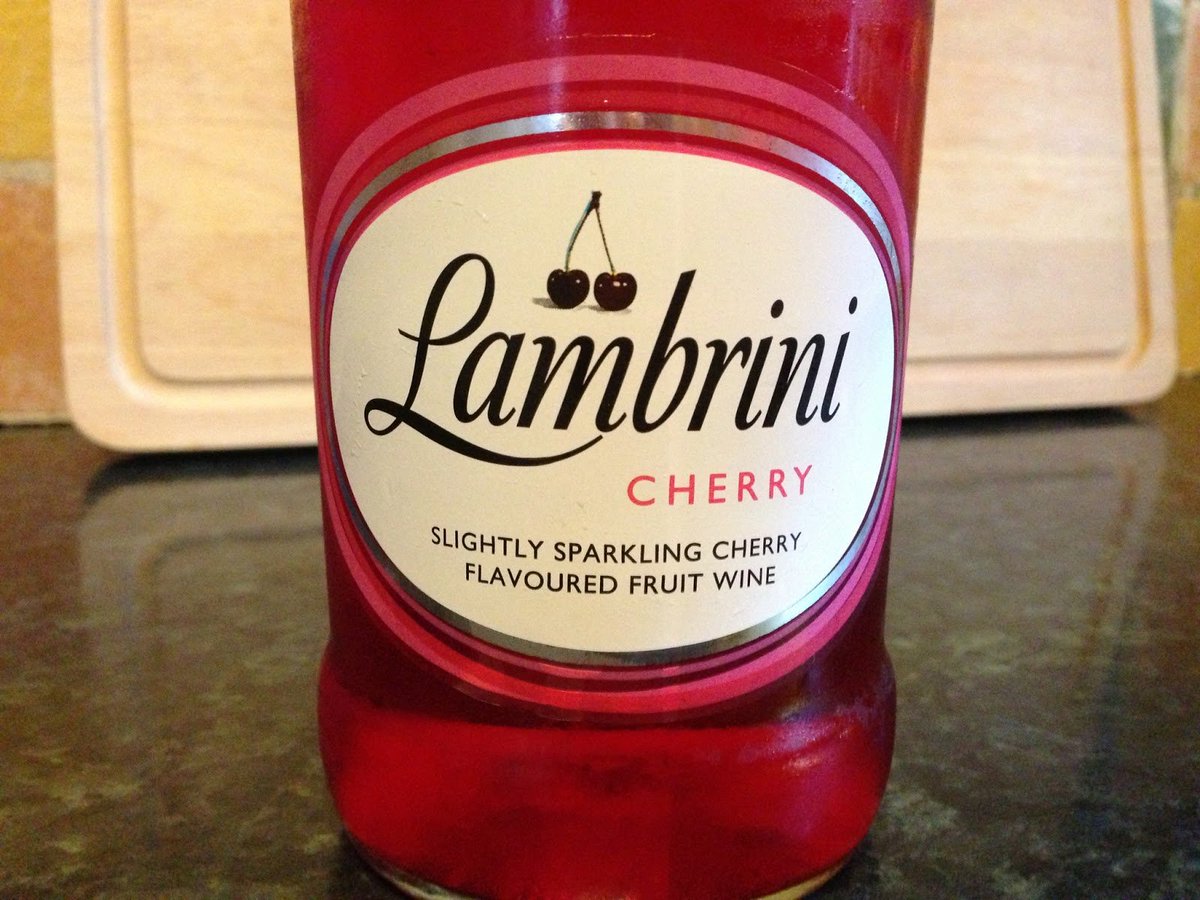 Lambrini
CHERRY
SLIGHTLY SPARKLING CHERRY
FLAVOURED FRUIT WINE